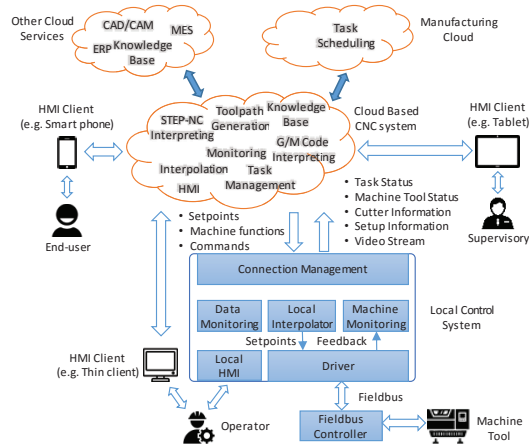 Other Cloud
Services
CAD/CAM
MES
ERP
Knowledge
Base
Task
Scheduling
Manufacturing
Cloud
HMI Client
(e.g. Smart phone)
STEP-NC
Interpreting
Toolpath
Generation
Knowledge
Base
Monitoring
G/M Code
Interpreting
Interpolation
Task
Management
HMI
Cloud Based
CNC system
HMI Client
(e.g. Tablet)
End-user
Supervisory
• Setpoints
• Machine functions
• Commands
• Task Status
• Machine Tool Status
• Cutter Information
• Setup Information
• Video Stream
Connection Management
Data
Monitoring
Local
Interpolator
Machine
Monitoring
Local Control
System
Setpoints
Feedback
Local
HMI
Driver
HMI Client
(e.g. Thin client)
Fieldbus
Operator
Fieldbus
Controller
Machine
Tool